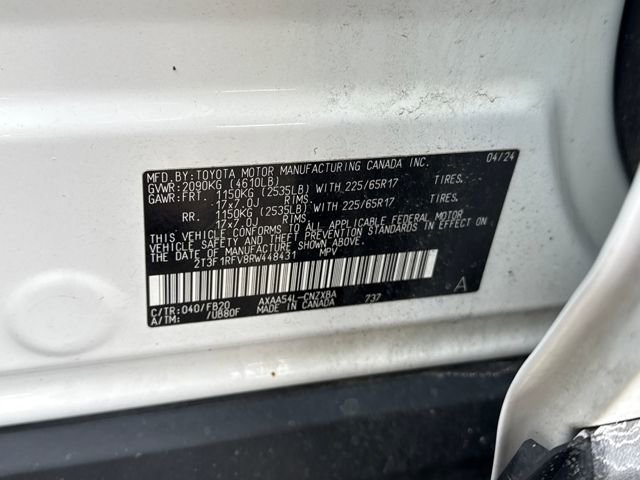 MFD.BY:TOYOTA MOTOR MANUFACTURING CANADA INC. 04/24
GVWR:2090KG (4610LB)
GAWR:FRT 1150KG (2535LB) WITH 225/65R17 TIRES.
17x7.0J RIMS
RR. 1150KG (2535LB) WITH 225/65R17 TIRES.
17x7.0J RIMS
THIS VEHICLE CONFORMS TO ALL APPLICABLE FEDERAL MOTOR
VEHICLE SAFETY AND THEFT PREVENTION STANDARDS IN EFFECT ON
THE DATE OF MANUFACTURE SHOWN ABOVE.
2T3F1RFV8RW448431 MPV
C/TR:040/FB20 AXAA54L-CNZXBA 737 A
A/TM: /UB80F MADE IN CANADA